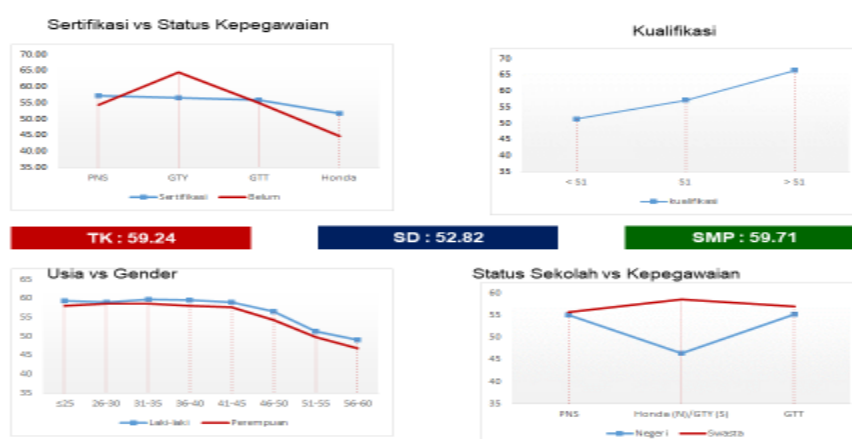 Sertifikasi vs Status Kepegawaian
70.00
65.00
60.00
55.00
50.00
45.00
40.00
35.00
PNS GTY GTT Honda
Sertifikasi Belum
Kualifikasi
70
65
60
55
50
45
40
35
< S1 S1 > S1
kualifikasi
TK : 59.24 SD : 52.82 SMP : 59.71
Usia vs Gender
65
60
55
50
45
40
35
≤25 26-30 31-35 36-40 41-45 46-50 51-55 56-60
Laki-laki Perempuan
Status Sekolah vs Kepegawaian
60
55
50
45
40
35
PNS Honda (N)/GTY (S) GTT
Negeri Swasta